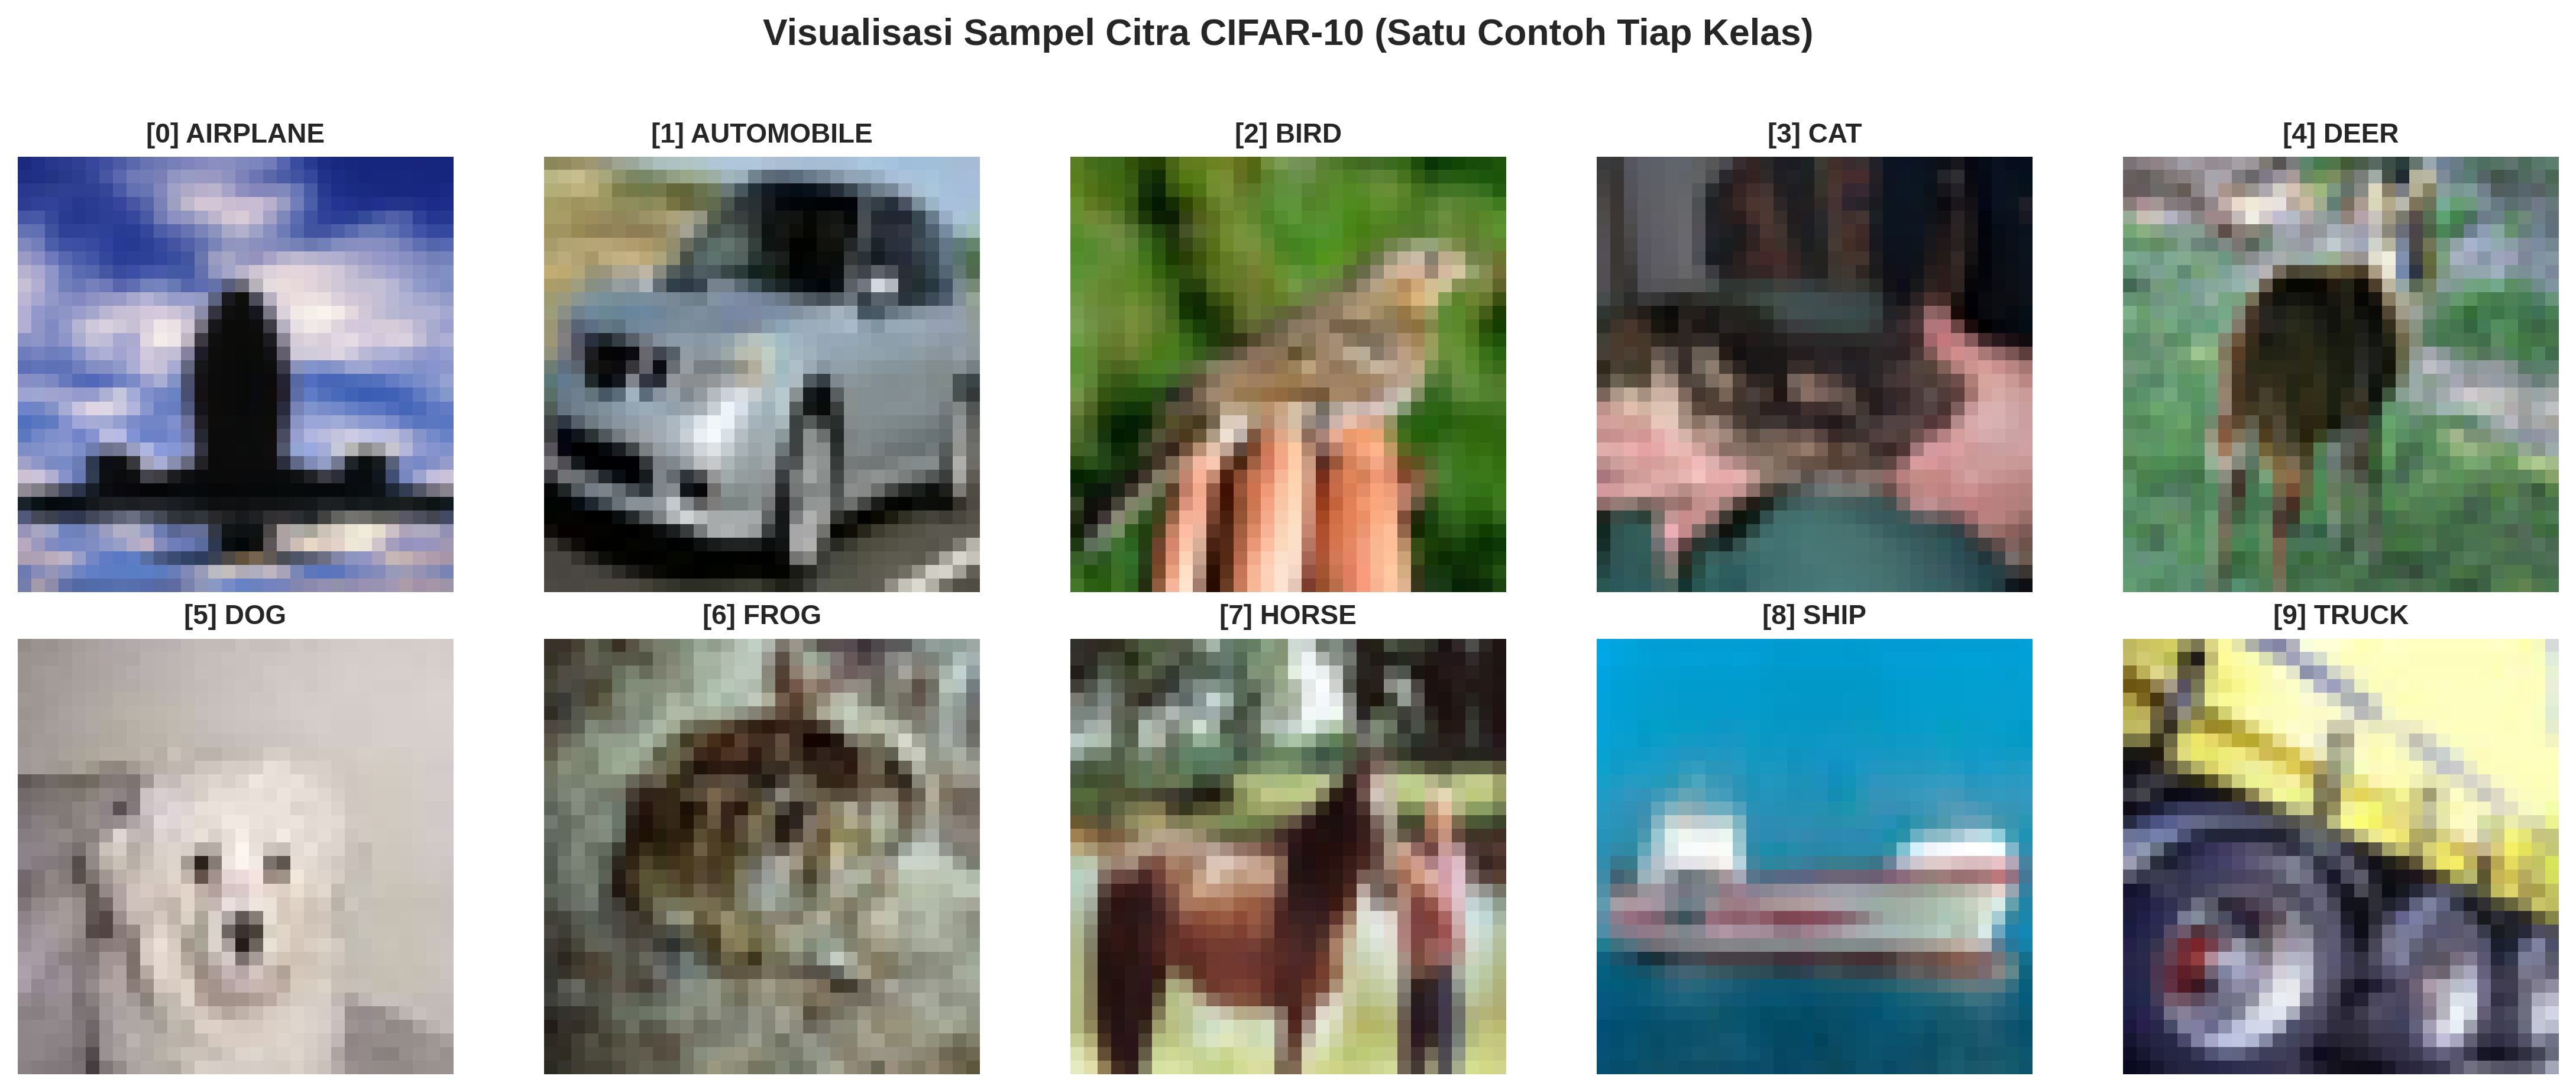 Visualisasi Sampel Citra CIFAR-10 (Satu Contoh Tiap Kelas)
[0] AIRPLANE
[1] AUTOMOBILE
[2] BIRD
[3] CAT
[4] DEER
[5] DOG
[6] FROG
[7] HORSE
[8] SHIP
[9] TRUCK